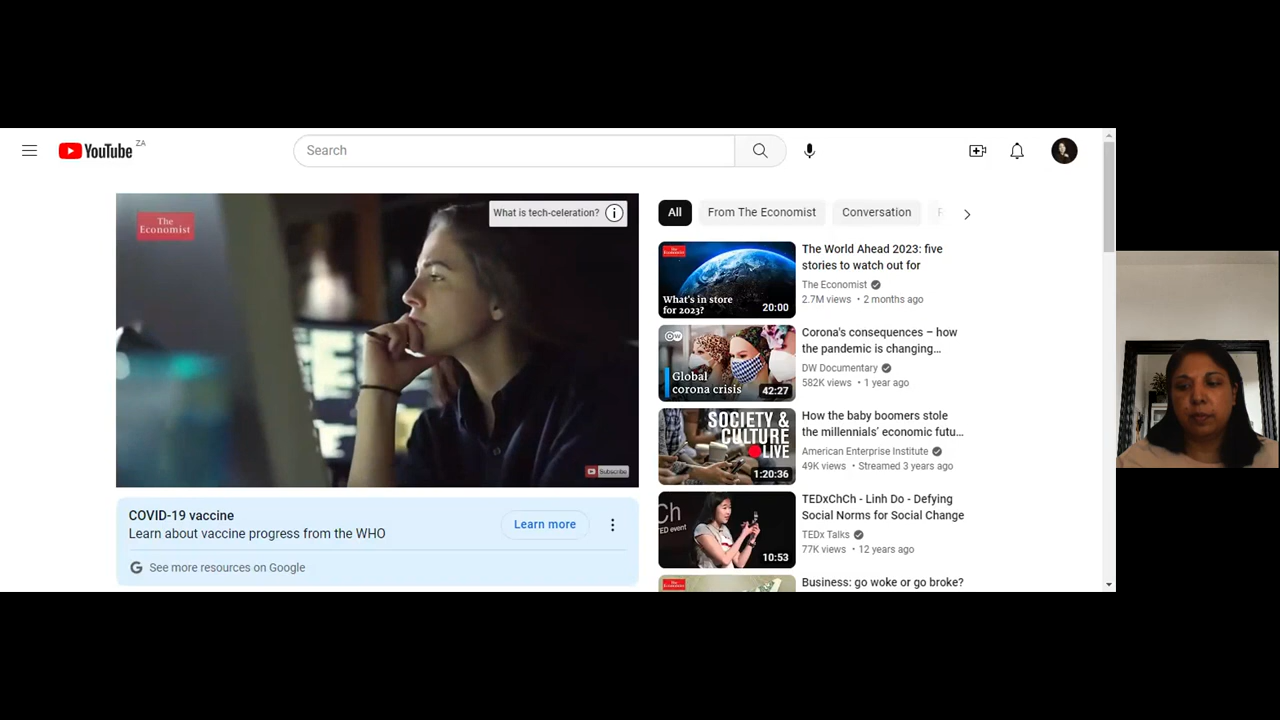 YouTube ZA
Search
The
Economist
What is tech-celeration?
Subscribe
COVID-19 vaccine
Learn about vaccine progress from the WHO
Learn more
See more resources on Google
All
From The Economist
Conversation
What's in store
for 2023?
20:00
The World Ahead 2023: five
stories to watch out for
The Economist
2.7M views • 2 months ago
DW
Global
corona crisis
42:27
Corona's consequences – how
the pandemic is changing...
DW Documentary
582K views • 1 year ago
SOCIETY &
CULTURE
LIVE
1:20:36
How the baby boomers stole
the millennials' economic futu...
American Enterprise Institute
49K views • Streamed 3 years ago
Ch
ED event
10:53
TEDxChCh - Linh Do - Defying
Social Norms for Social Change
TEDx Talks
77K views • 12 years ago
Business: go woke or go broke?